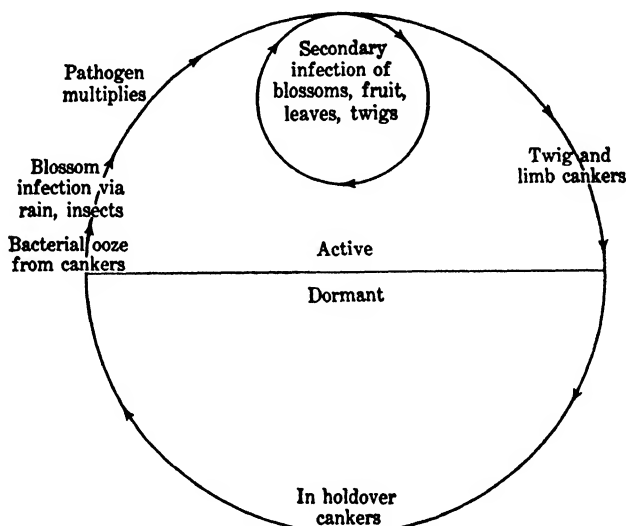 Secondary
infection of
blossoms, fruit,
leaves, twigs
Pathogen
multiplies
Twig and
limb cankers
Blossom
infection via
rain, insects
Bacterial ooze
from cankers
Active
Dormant
In holdover
cankers